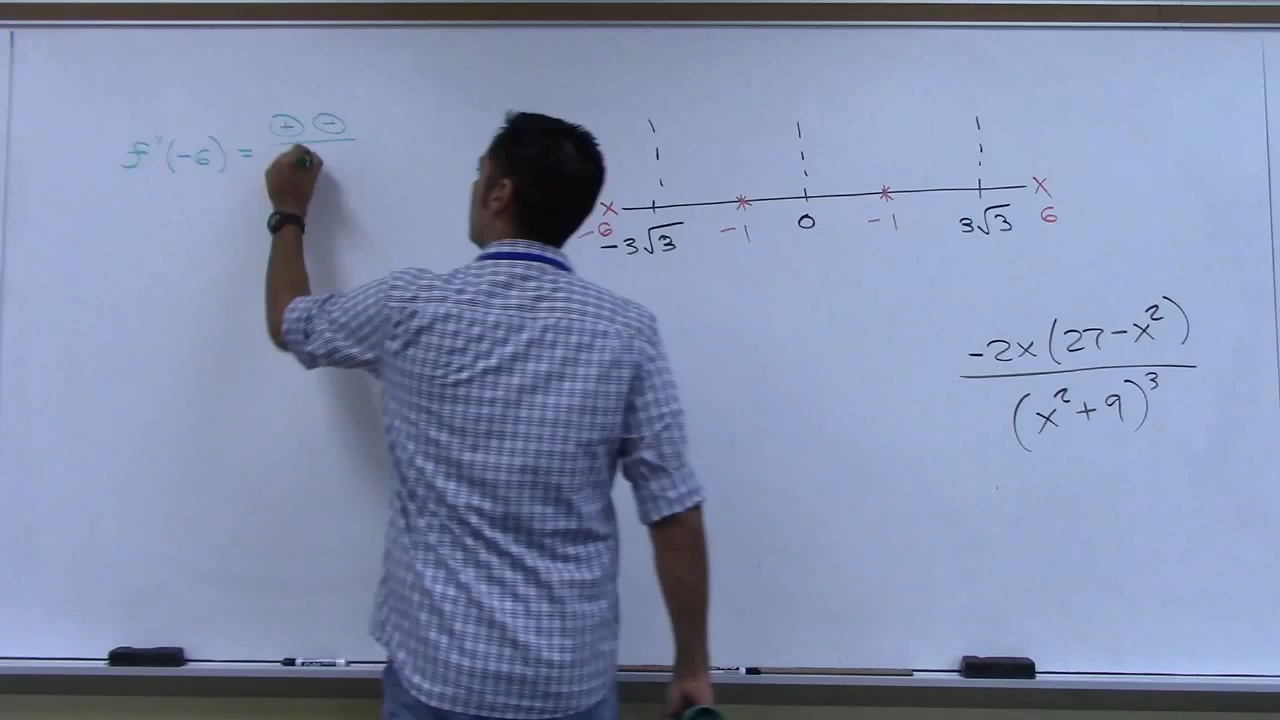 f''(-6) = + -
x * * x
-6 -3√3 -1 0 -1 3√3 6
-2x(27-x²)
(x²+9)³